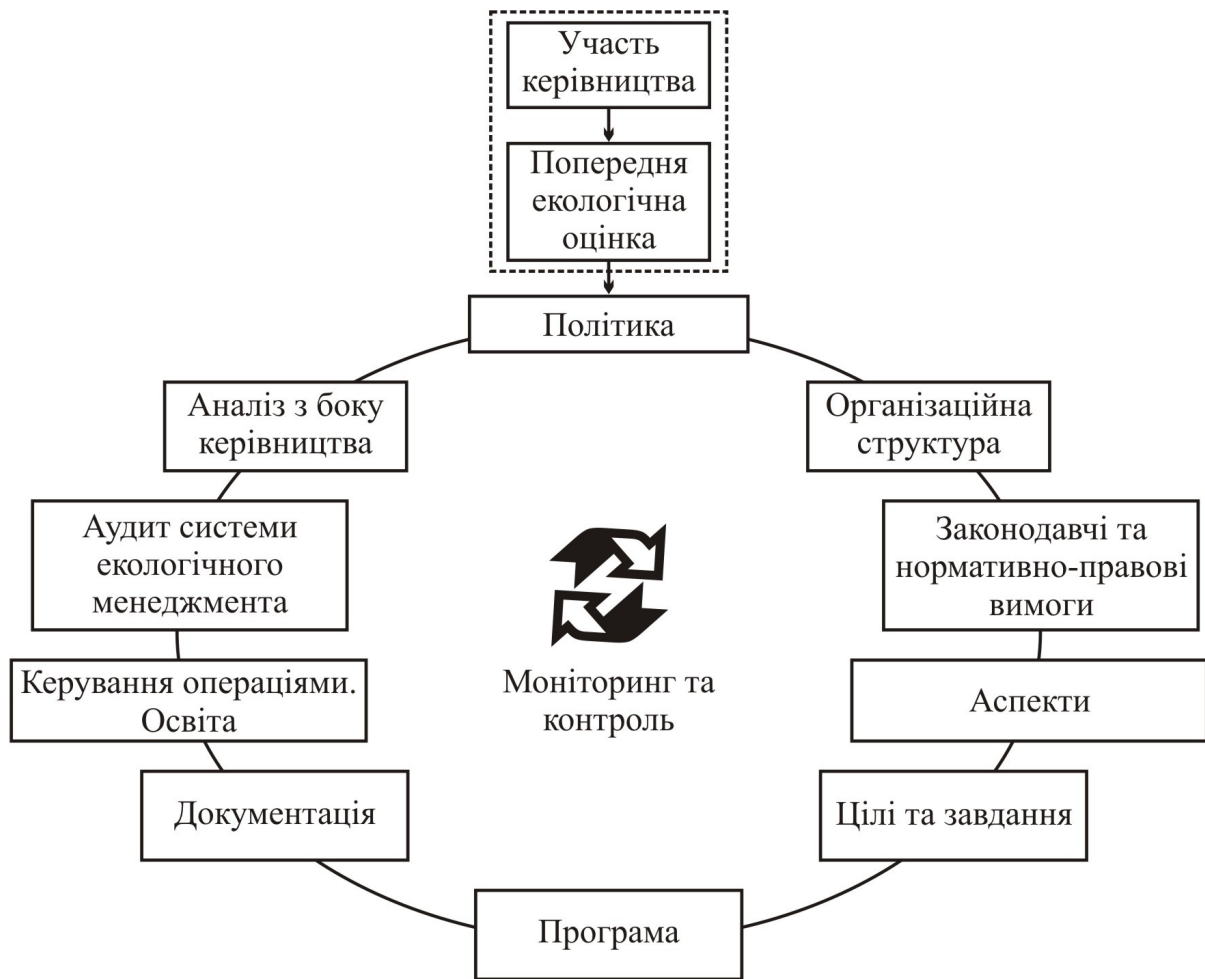 Участь
керівництва
Попередня
екологічна
оцінка
Політика
Аналіз з боку
керівництва
Організаційна
структура
Аудит системи
екологічного
менеджмента
Законодавчі та
нормативно-правові
вимоги
Керування операціями.
Освіта
Моніторинг та
контроль
Аспекти
Документація
Цілі та завдання
Програма